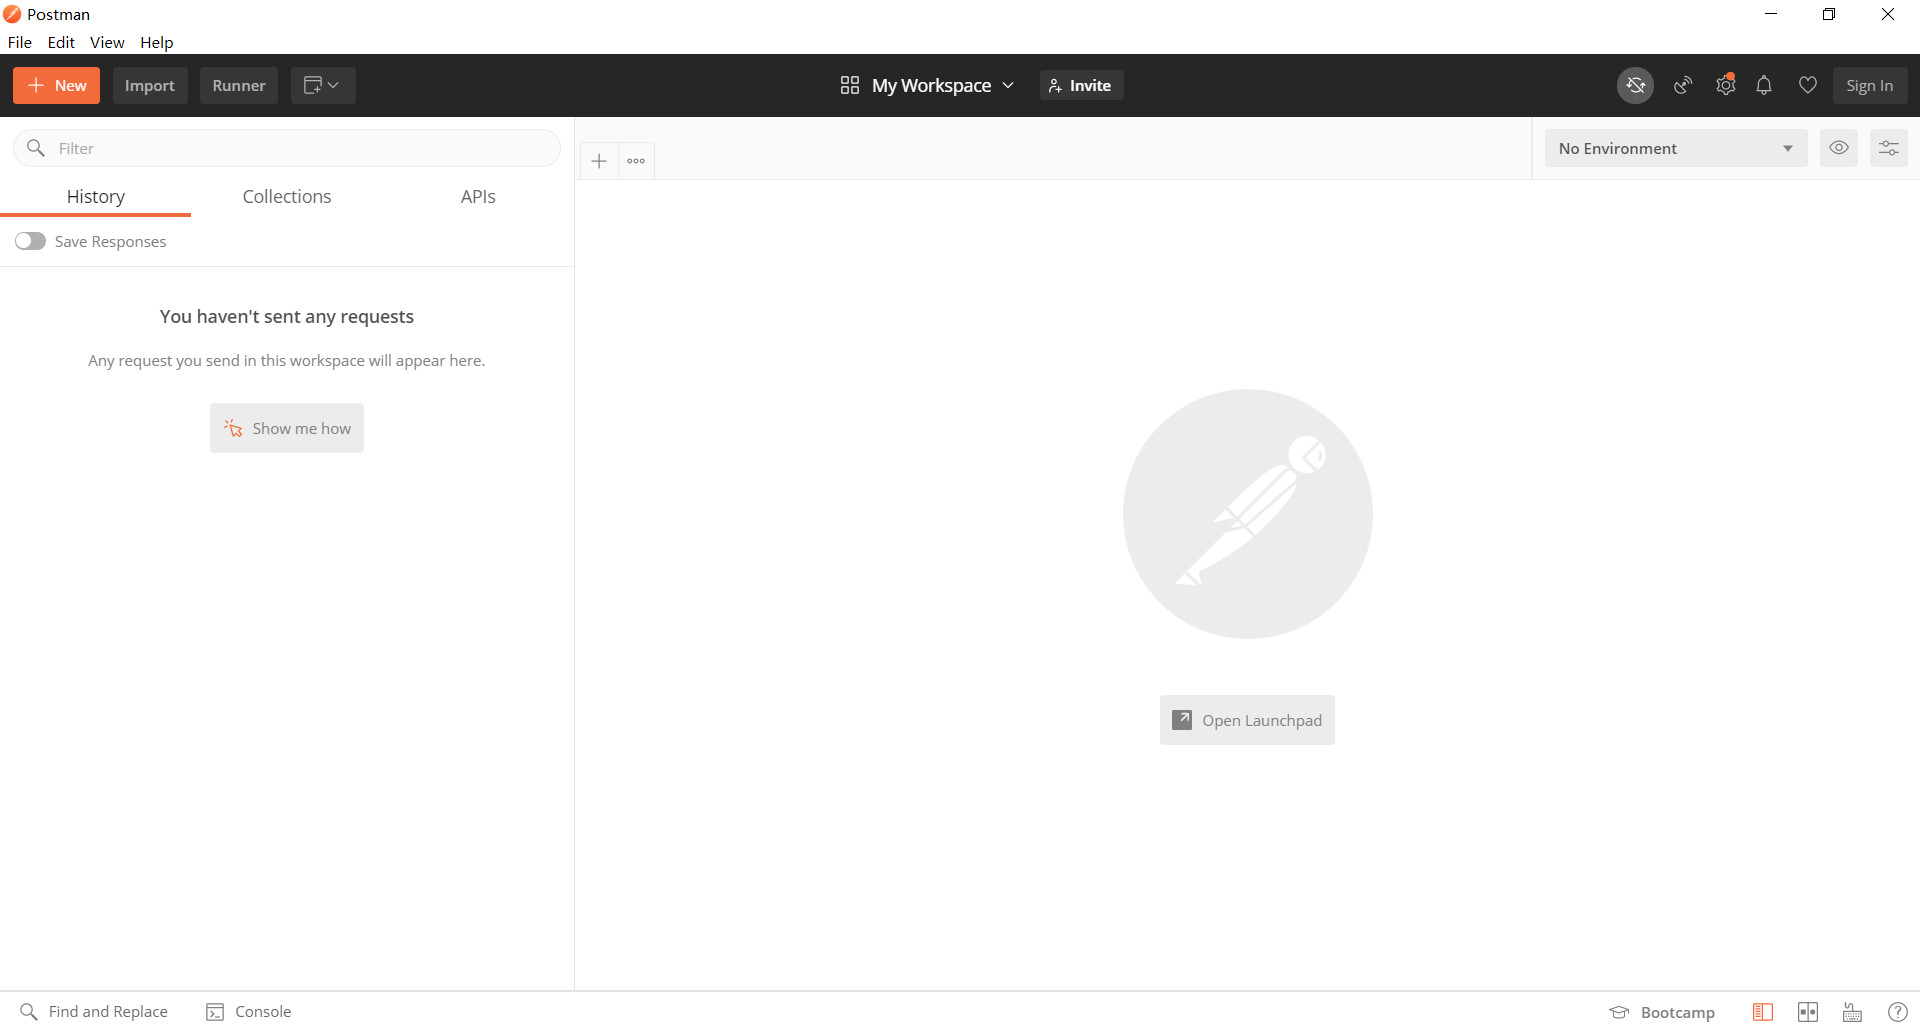 Postman
File Edit View Help
New Import Runner My Workspace Invite Sign In
Filter
No Environment
History Collections APIs
Save Responses
You haven't sent any requests
Any request you send in this workspace will appear here.
Show me how
Open Launchpad
Find and Replace Console Bootcamp